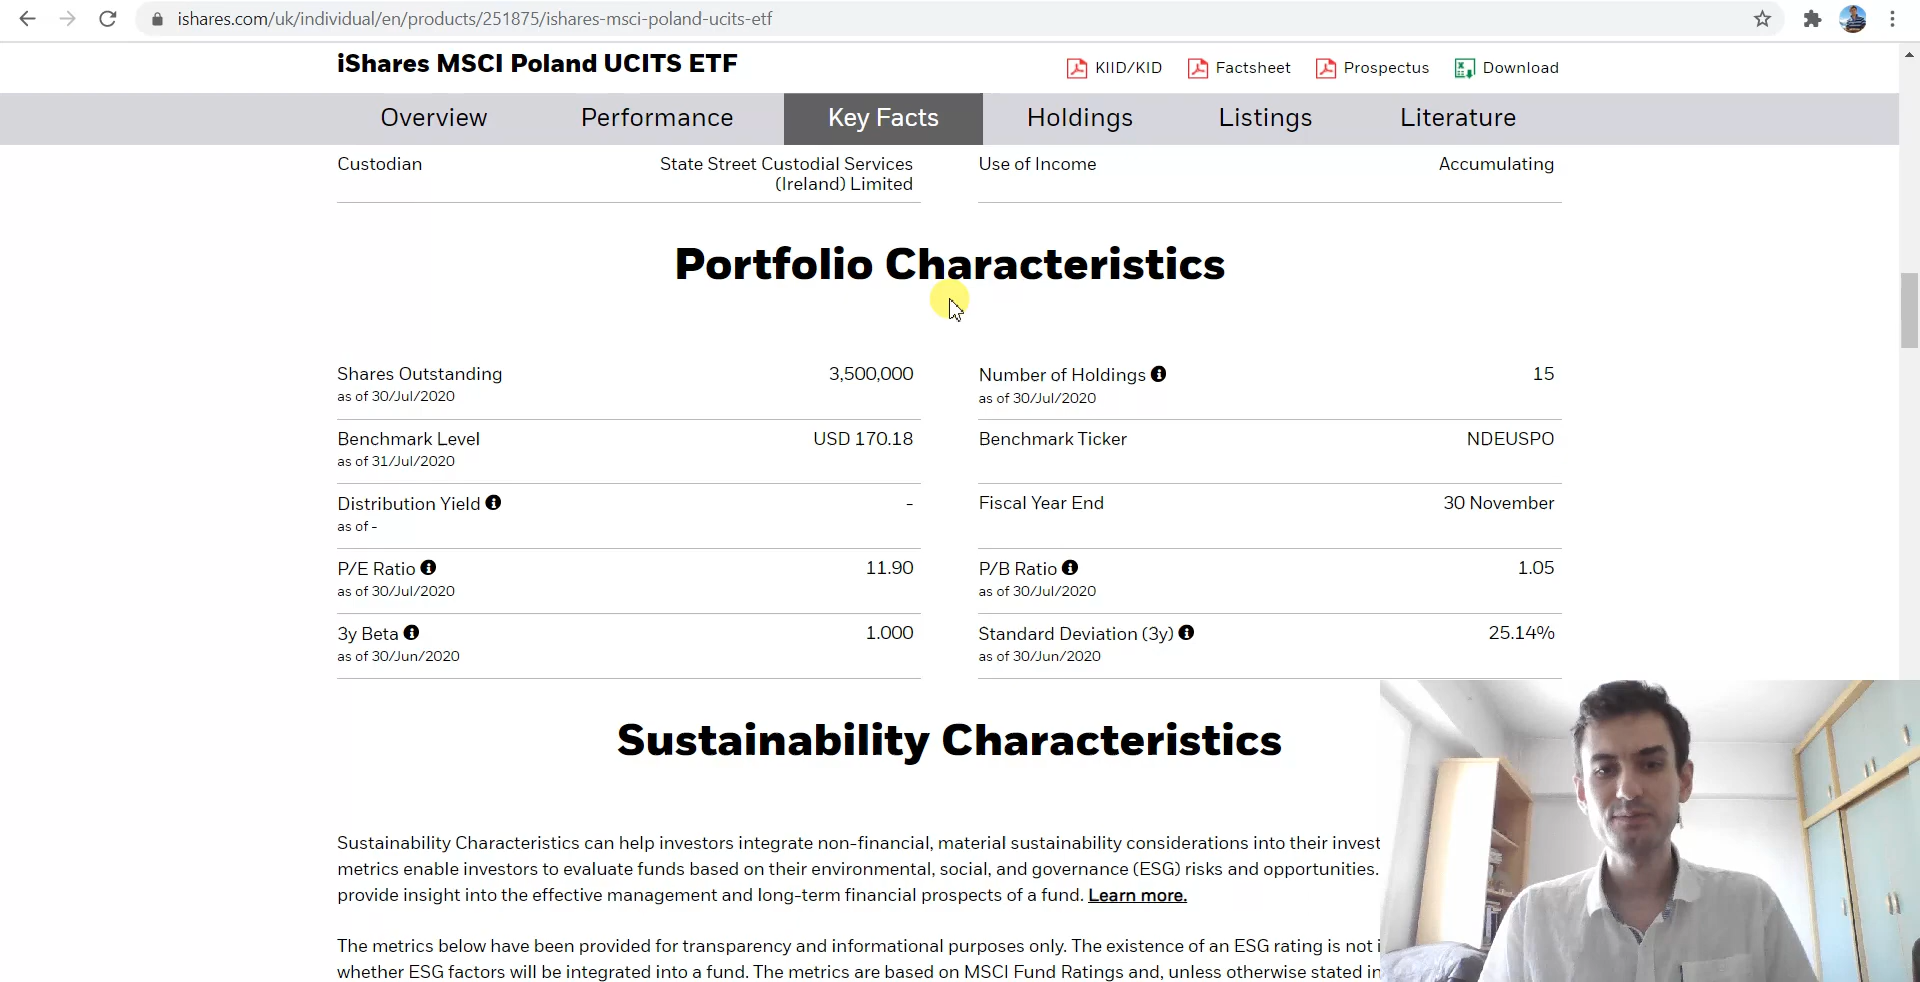 ishares.com/uk/individual/en/products/251875/ishares-msci-poland-ucits-etf
iShares MSCI Poland UCITS ETF
KIID/KID Factsheet Prospectus Download
Overview Performance Key Facts Holdings Listings Literature
Custodian State Street Custodial Services
(Ireland) Limited
Use of Income Accumulating
Portfolio Characteristics
Shares Outstanding 3,500,000
as of 30/Jul/2020
Number of Holdings 15
as of 30/Jul/2020
Benchmark Level USD 170.18
as of 31/Jul/2020
Benchmark Ticker NDEUSPO
Distribution Yield -
as of -
Fiscal Year End 30 November
P/E Ratio 11.90
as of 30/Jul/2020
P/B Ratio 1.05
as of 30/Jul/2020
3y Beta 1.000
as of 30/Jun/2020
Standard Deviation (3y) 25.14%
as of 30/Jun/2020
Sustainability Characteristics
Sustainability Characteristics can help investors integrate non-financial, material sustainability considerations into their invest
metrics enable investors to evaluate funds based on their environmental, social, and governance (ESG) risks and opportunities.
provide insight into the effective management and long-term financial prospects of a fund. Learn more.
The metrics below have been provided for transparency and informational purposes only. The existence of an ESG rating is not i
whether ESG factors will be integrated into a fund. The metrics are based on MSCI Fund Ratings and, unless otherwise stated in